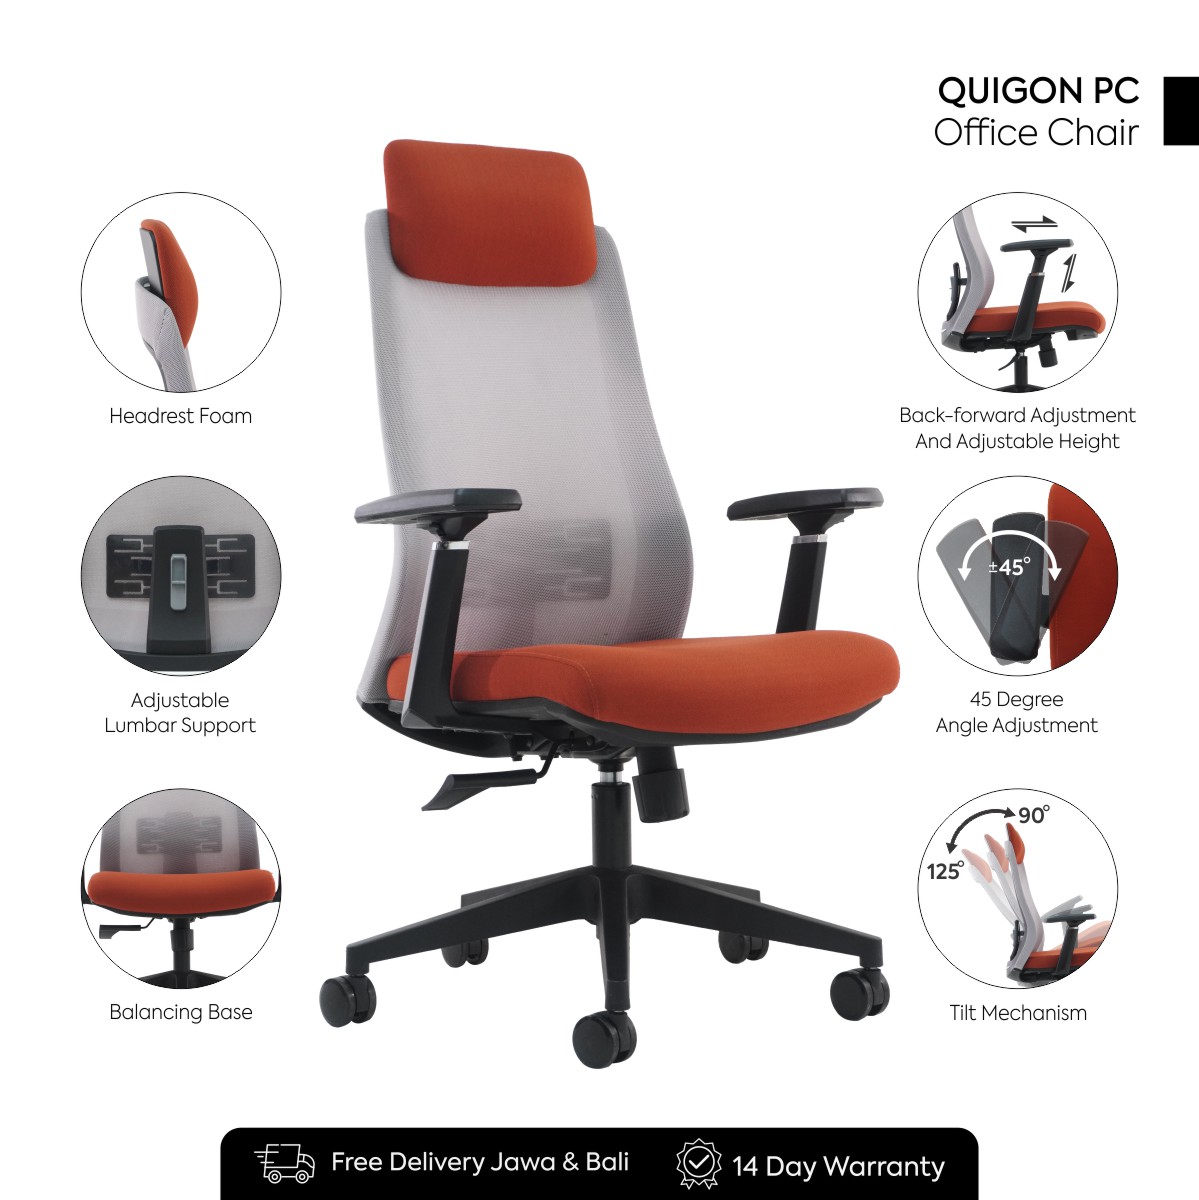 QUIGON PC
Office Chair
Headrest Foam
Back-forward Adjustment
And Adjustable Height
±45°
Adjustable
Lumbar Support
45 Degree
Angle Adjustment
90°
125°
Balancing Base
Tilt Mechanism
Free Delivery Jawa & Bali
14 Day Warranty